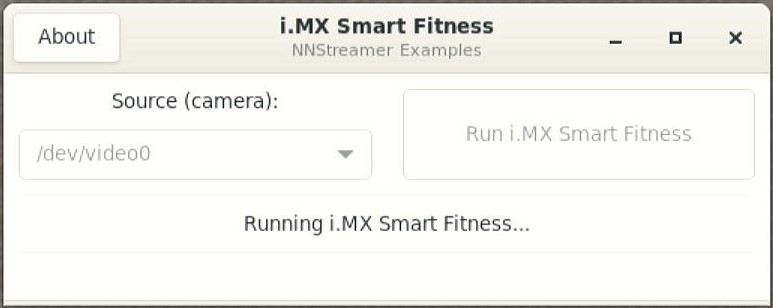 About
i.MX Smart Fitness
NNStreamer Examples
Source (camera):
/dev/video0
Run i.MX Smart Fitness
Running i.MX Smart Fitness...